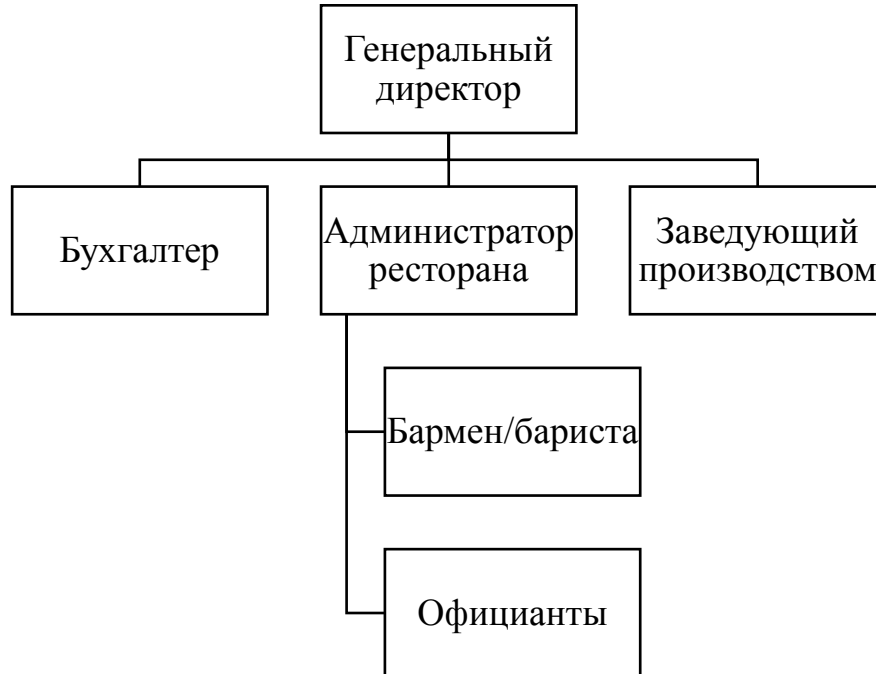 Генеральный
директор
Бухгалтер
Администратор
ресторана
Заведующий
производством
Бармен/бариста
Официанты